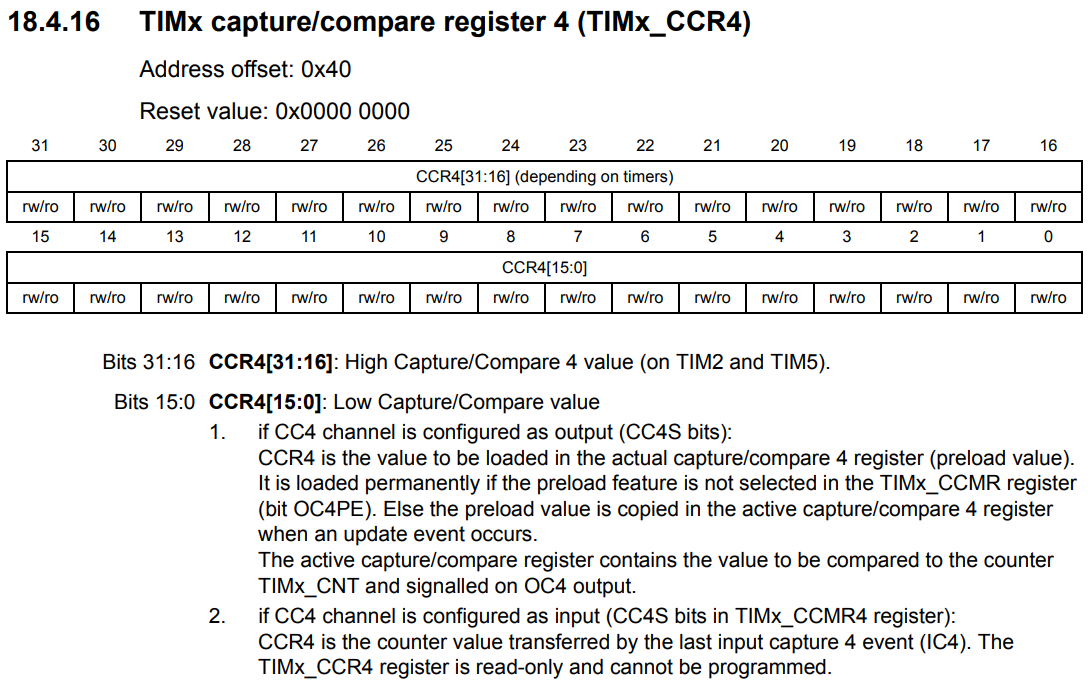 18.4.16 TIMx capture/compare register 4 (TIMx_CCR4)
Address offset: 0x40
Reset value: 0x0000 0000
31 30 29 28 27 26 25 24 23 22 21 20 19 18 17 16
CCR4[31:16] (depending on timers)
rw/ro rw/ro rw/ro rw/ro rw/ro rw/ro rw/ro rw/ro rw/ro rw/ro rw/ro rw/ro rw/ro rw/ro rw/ro rw/ro
15 14 13 12 11 10 9 8 7 6 5 4 3 2 1 0
CCR4[15:0]
rw/ro rw/ro rw/ro rw/ro rw/ro rw/ro rw/ro rw/ro rw/ro rw/ro rw/ro rw/ro rw/ro rw/ro rw/ro rw/ro
Bits 31:16 CCR4[31:16]: High Capture/Compare 4 value (on TIM2 and TIM5).
Bits 15:0 CCR4[15:0]: Low Capture/Compare value
1. if CC4 channel is configured as output (CC4S bits):
CCR4 is the value to be loaded in the actual capture/compare 4 register (preload value).
It is loaded permanently if the preload feature is not selected in the TIMx_CCMR register
(bit OC4PE). Else the preload value is copied in the active capture/compare 4 register
when an update event occurs.
The active capture/compare register contains the value to be compared to the counter
TIMx_CNT and signalled on OC4 output.
2. if CC4 channel is configured as input (CC4S bits in TIMx_CCMR4 register):
CCR4 is the counter value transferred by the last input capture 4 event (IC4). The
TIMx_CCR4 register is read-only and cannot be programmed.